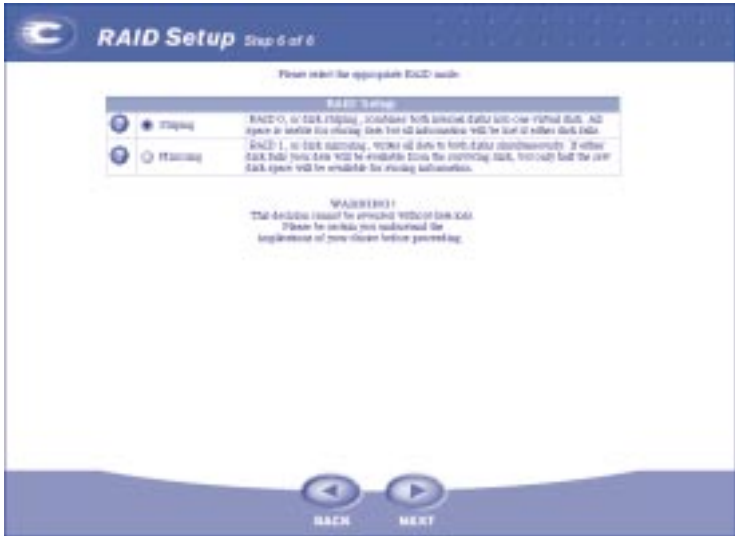 RAID Setup Step 6 of 6
Please select the appropriate RAID mode
RAID Setup
Striping
RAID 0, or disk striping, combines both internal disks into one virtual disk. All
space is usable for storing data but all information will be lost if either disk fails.
Mirroring
RAID 1, or disk mirroring, writes all data to both disks simultaneously. If either
disk fails your data will be available from the surviving disk, but only half the raw
disk space will be available for storing information.
WARNING!
This decision cannot be reversed without data loss.
Please be certain you understand the
implications of your choice before proceeding.
BACK
NEXT